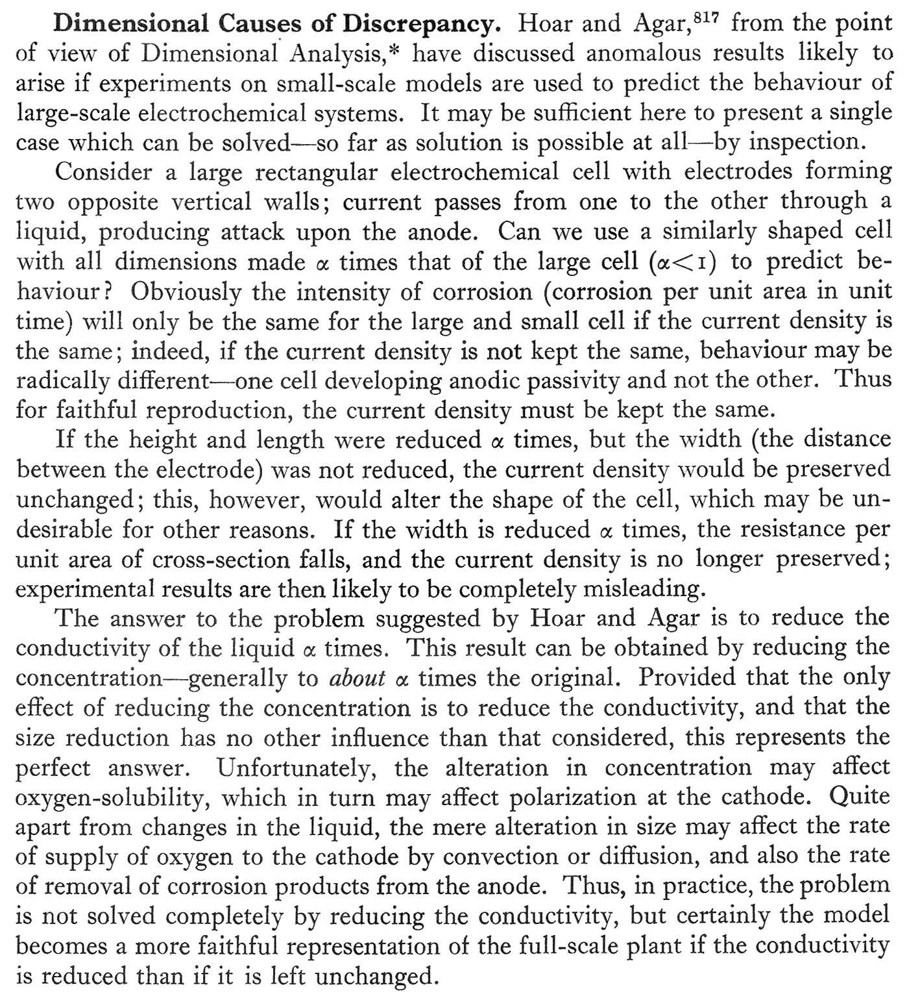 Dimensional Causes of Discrepancy. Hoar and Agar,⁸¹⁷ from the point
of view of Dimensional Analysis,* have discussed anomalous results likely to
arise if experiments on small-scale models are used to predict the behaviour of
large-scale electrochemical systems. It may be sufficient here to present a single
case which can be solved—so far as solution is possible at all—by inspection.
Consider a large rectangular electrochemical cell with electrodes forming
two opposite vertical walls; current passes from one to the other through a
liquid, producing attack upon the anode. Can we use a similarly shaped cell
with all dimensions made α times that of the large cell (α<1) to predict be-
haviour? Obviously the intensity of corrosion (corrosion per unit area in unit
time) will only be the same for the large and small cell if the current density is
the same; indeed, if the current density is not kept the same, behaviour may be
radically different—one cell developing anodic passivity and not the other. Thus
for faithful reproduction, the current density must be kept the same.
If the height and length were reduced α times, but the width (the distance
between the electrode) was not reduced, the current density would be preserved
unchanged; this, however, would alter the shape of the cell, which may be un-
desirable for other reasons. If the width is reduced α times, the resistance per
unit area of cross-section falls, and the current density is no longer preserved;
experimental results are then likely to be completely misleading.
The answer to the problem suggested by Hoar and Agar is to reduce the
conductivity of the liquid α times. This result can be obtained by reducing the
concentration—generally to about α times the original. Provided that the only
effect of reducing the concentration is to reduce the conductivity, and that the
size reduction has no other influence than that considered, this represents the
perfect answer. Unfortunately, the alteration in concentration may affect
oxygen-solubility, which in turn may affect polarization at the cathode. Quite
apart from changes in the liquid, the mere alteration in size may affect the rate
of supply of oxygen to the cathode by convection or diffusion, and also the rate
of removal of corrosion products from the anode. Thus, in practice, the problem
is not solved completely by reducing the conductivity, but certainly the model
becomes a more faithful representation of the full-scale plant if the conductivity
is reduced than if it is left unchanged.